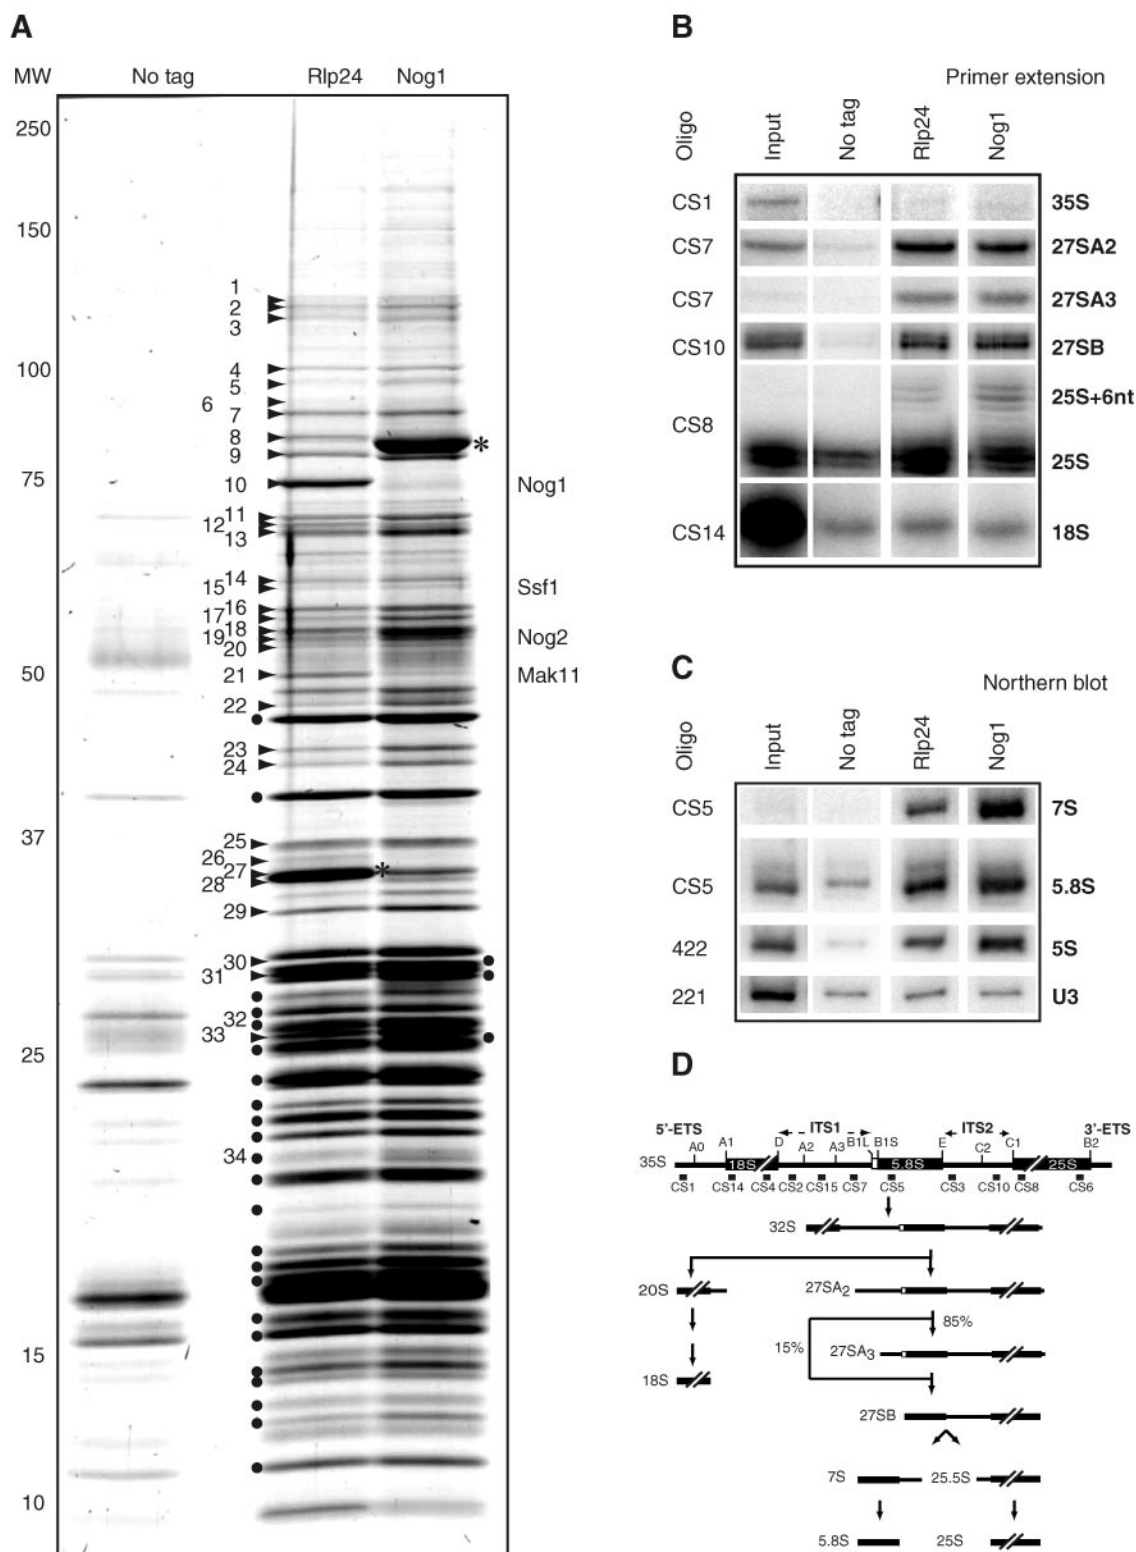 A
MW No tag Rlp24 Nog1
250
150
1
2
3
100
4
5
6
7
8
*
9
75
10 Nog1
11
12
13
14
15 Ssf1
16
17
18
19 Nog2
20
50
21 Mak11
22
23
24
37
25
26
27 *
28
29
30
31
32
33
25
34
15
10
B
Primer extension
Oligo Input No tag Rlp24 Nog1
CS1 35S
CS7 27SA2
CS7 27SA3
CS10 27SB
25S+6nt
CS8
25S
CS14 18S
C
Northern blot
Oligo Input No tag Rlp24 Nog1
CS5 7S
CS5 5.8S
422 5S
221 U3
D
5'-ETS ITS1 ITS2 3'-ETS
A0 A1 D A2 A3 B1L B1S E C2 C1 B2
35S 18S 5.8S 25S
CS1 CS14 CS4 CS2 CS15 CS7 CS5 CS3 CS10 CS8 CS6
32S
20S 27SA2
85%
15% 27SA3
18S
27SB
7S 25.5S
5.8S 25S